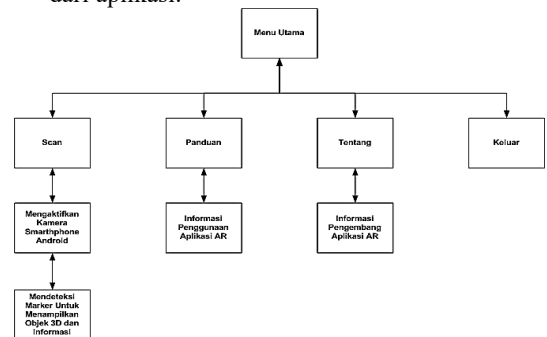 dari aplikasi.
Menu Utama
Scan
Panduan
Tentang
Keluar
Mengaktifkan
Kamera
Smarthphone
Android
Informasi
Penggunaan
Aplikasi AR
Informasi
Pengembang
Aplikasi AR
Mendeteksi
Marker Untuk
Menampilkan
Objek 3D dan
Informasi